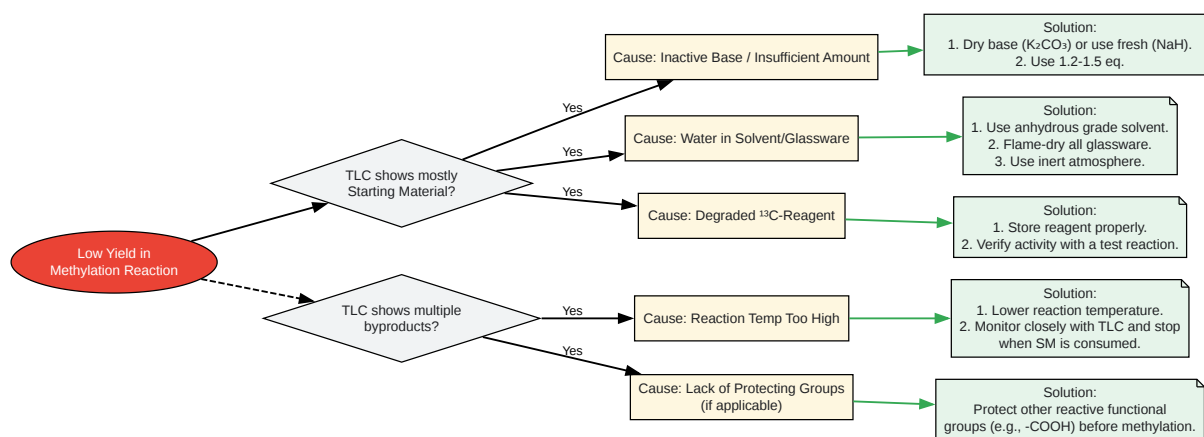 Low Yield in
Methylation Reaction
TLC shows mostly
Starting Material?
Yes
Cause: Inactive Base / Insufficient Amount
Solution:
1. Dry base (K₂CO₃) or use fresh (NaH).
2. Use 1.2-1.5 eq.
Yes
Cause: Water in Solvent/Glassware
Solution:
1. Use anhydrous grade solvent.
2. Flame-dry all glassware.
3. Use inert atmosphere.
Yes
Cause: Degraded ¹³C-Reagent
Solution:
1. Store reagent properly.
2. Verify activity with a test reaction.
TLC shows multiple
byproducts?
Yes
Cause: Reaction Temp Too High
Solution:
1. Lower reaction temperature.
2. Monitor closely with TLC and stop
when SM is consumed.
Yes
Cause: Lack of Protecting Groups
(if applicable)
Solution:
Protect other reactive functional
groups (e.g., -COOH) before methylation.